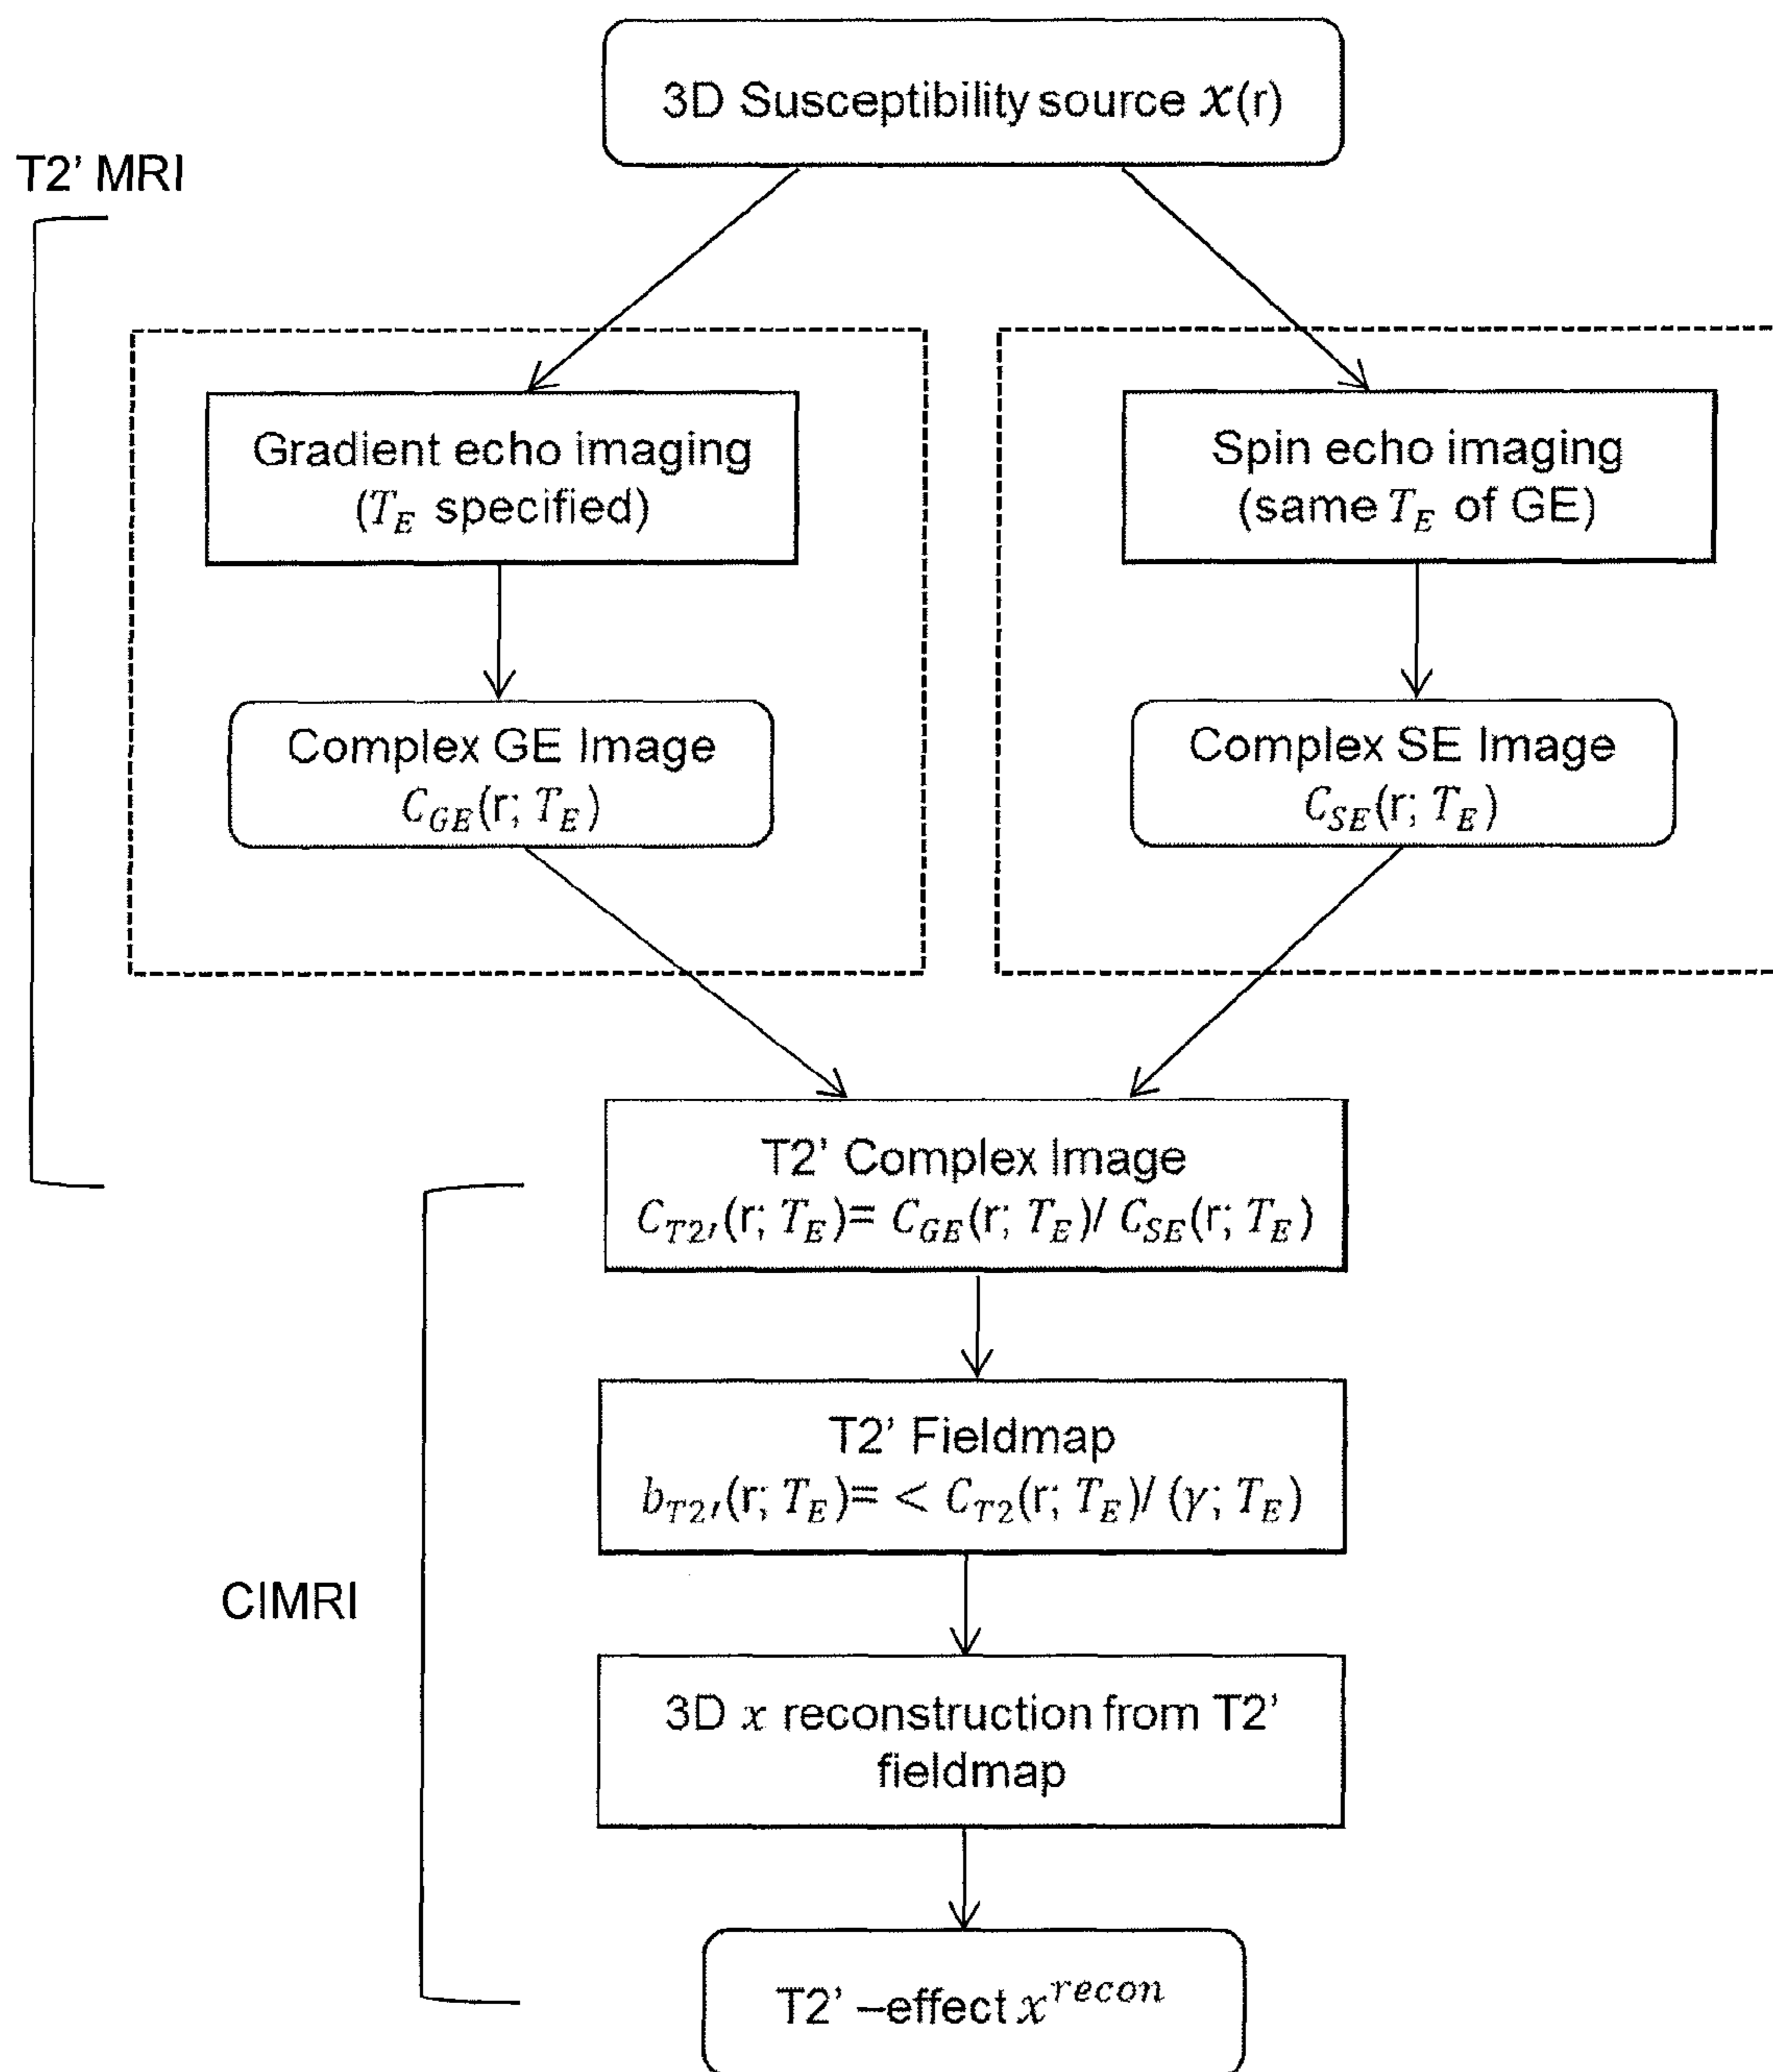 3D Susceptibility source x(r)
T2' MRI
Gradient echo imaging
(T_E specified)
Spin echo imaging
(same T_E of GE)
Complex GE Image
C_GE(r; T_E)
Complex SE Image
C_SE(r; T_E)
T2' Complex Image
C_T2'(r; T_E)= C_GE(r; T_E)/ C_SE(r; T_E)
T2' Fieldmap
b_T2'(r; T_E)= < C_T2(r; T_E)/ (γ; T_E)
CIMRI
3D x reconstruction from T2'
fieldmap
T2' –effect x^recon